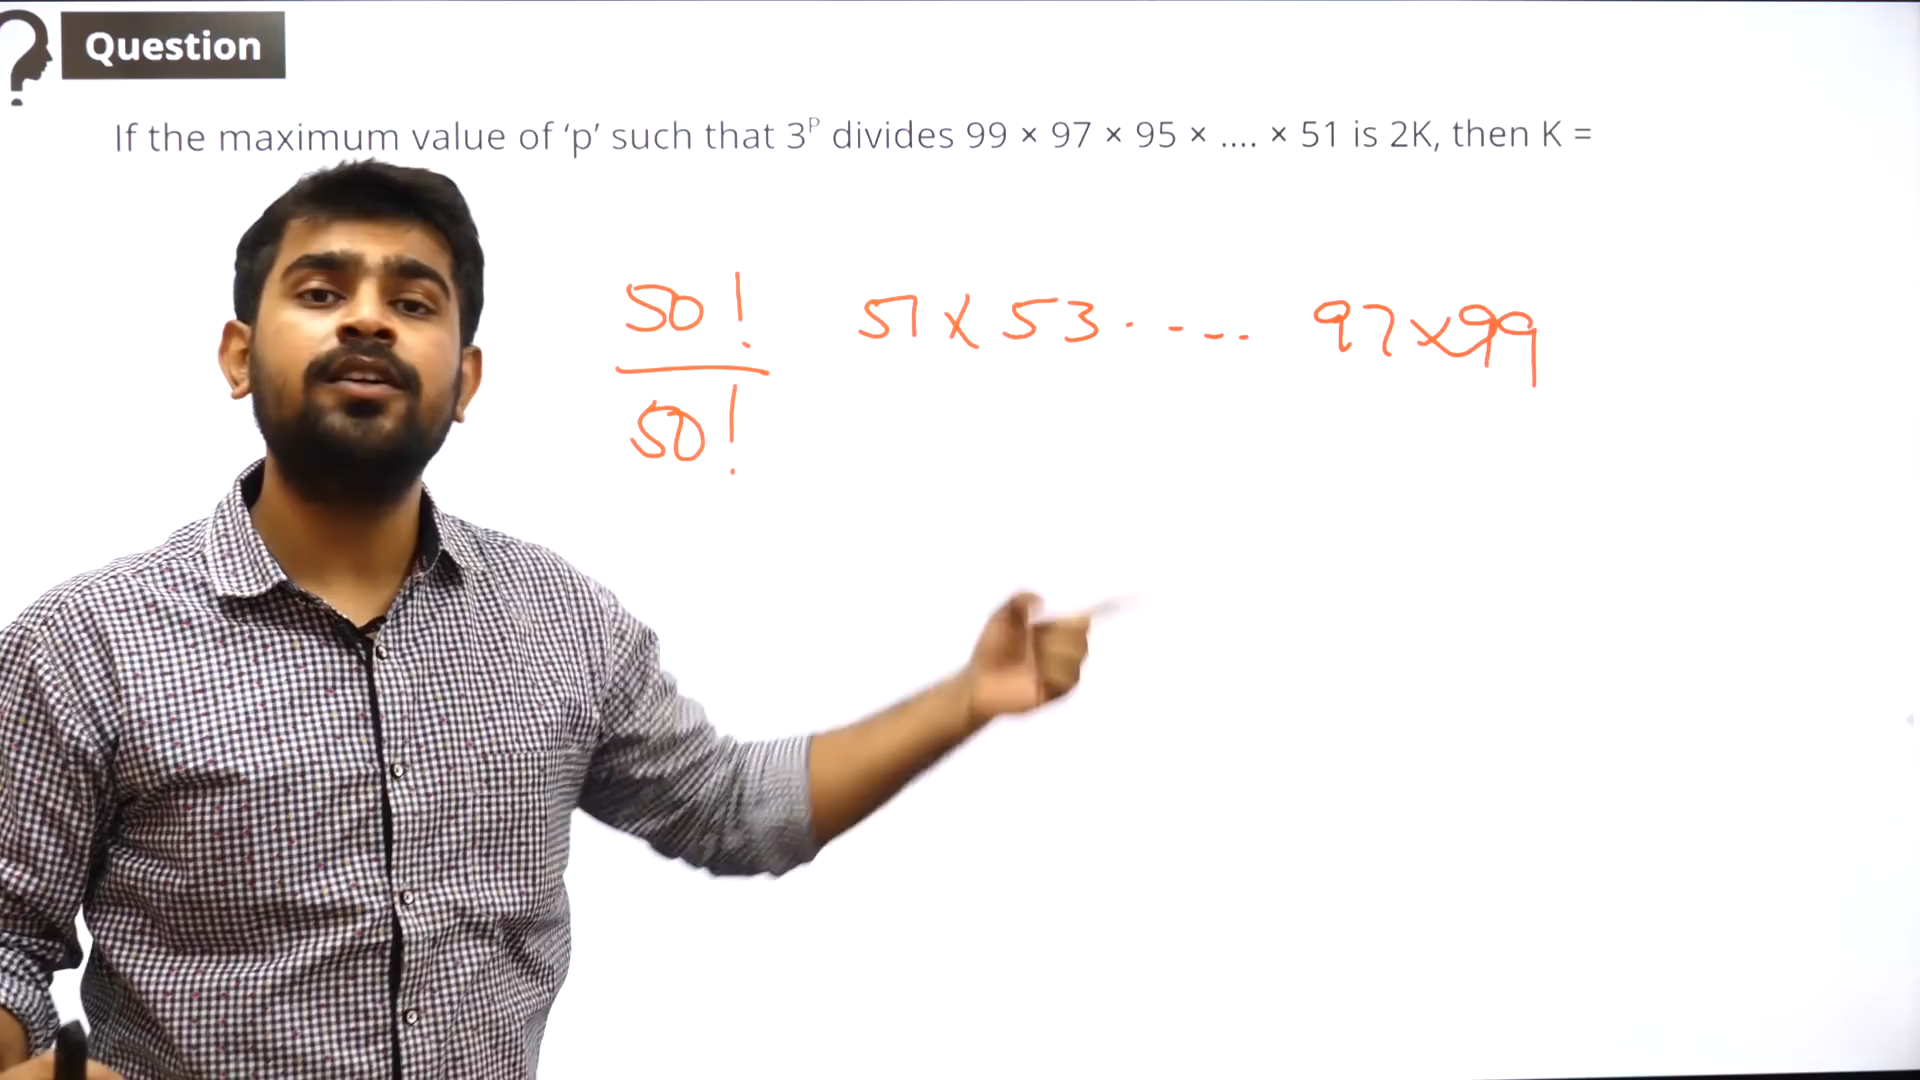 Question
If the maximum value of ‘p’ such that 3ᵖ divides 99 × 97 × 95 × .... × 51 is 2K, then K =
50! 51 × 53 . - - - 97 × 99
50!